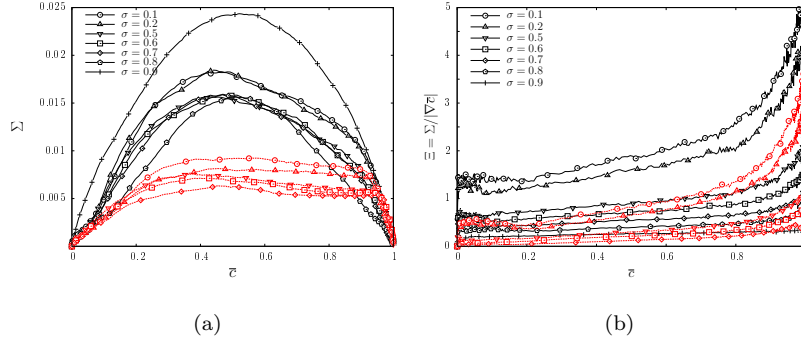 0.025
0.02
0.015
0.01
0.005
0
Σ
0 0.2 0.4 0.6 0.8 1
c̅
σ = 0.1
σ = 0.2
σ = 0.5
σ = 0.6
σ = 0.7
σ = 0.8
σ = 0.9
(a)
5
4
3
2
1
0
Ξ = Σ/|∇c̅|
0 0.2 0.4 0.6 0.8
c̅
σ = 0.1
σ = 0.2
σ = 0.5
σ = 0.6
σ = 0.7
σ = 0.8
σ = 0.9
(b)